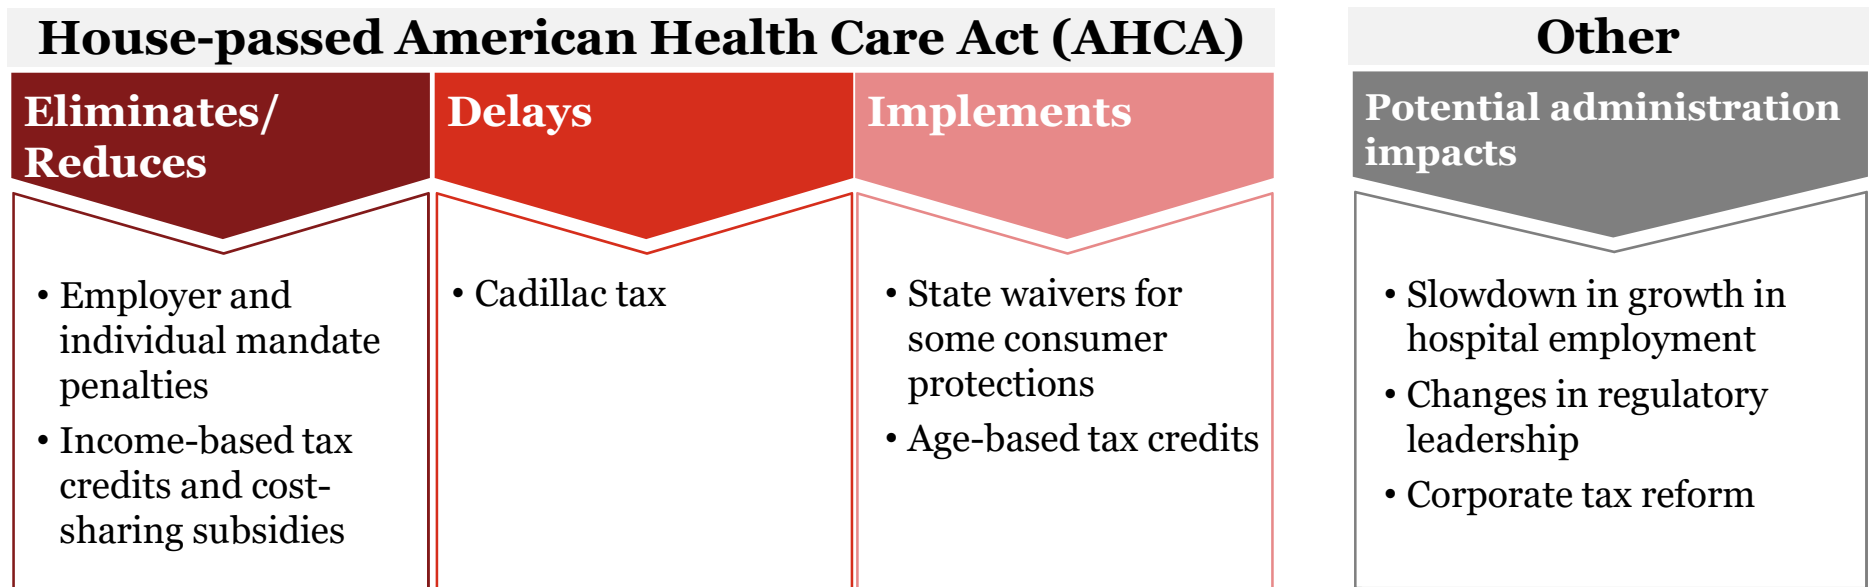 House-passed American Health Care Act (AHCA)
Eliminates/
Reduces
• Employer and
individual mandate
penalties
• Income-based tax
credits and cost-
sharing subsidies
Delays
• Cadillac tax
Implements
• State waivers for
some consumer
protections
• Age-based tax credits
Other
Potential administration
impacts
• Slowdown in growth in
hospital employment
• Changes in regulatory
leadership
• Corporate tax reform